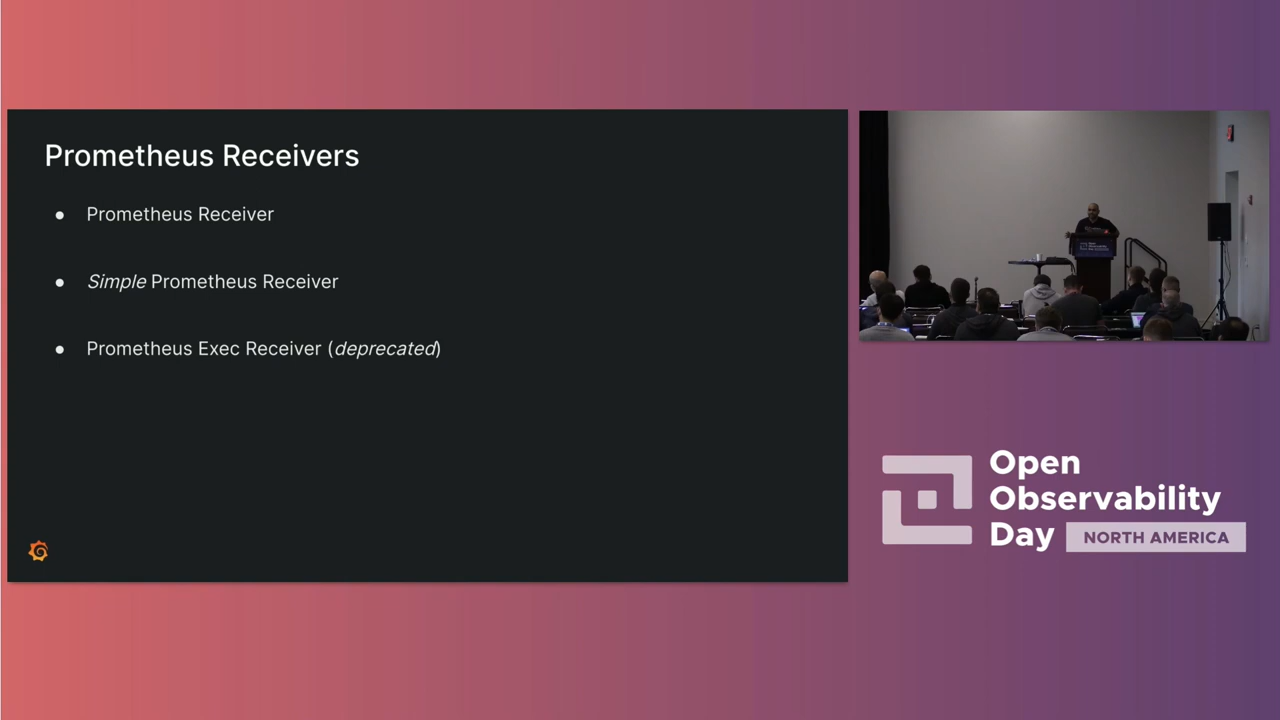 Prometheus Receivers
● Prometheus Receiver
● Simple Prometheus Receiver
● Prometheus Exec Receiver (deprecated)
Open
Observability
Day
NORTH AMERICA